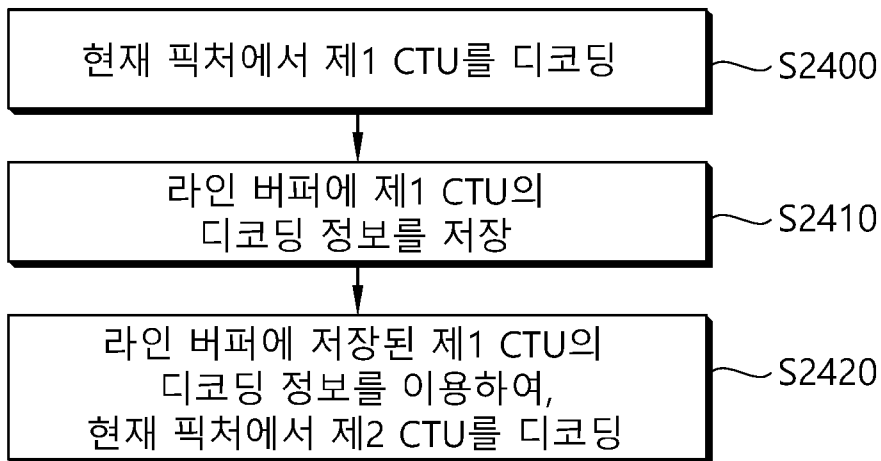 현재 픽처에서 제1 CTU를 디코딩
S2400
라인 버퍼에 제1 CTU의
디코딩 정보를 저장
S2410
라인 버퍼에 저장된 제1 CTU의
디코딩 정보를 이용하여,
현재 픽처에서 제2 CTU를 디코딩
S2420